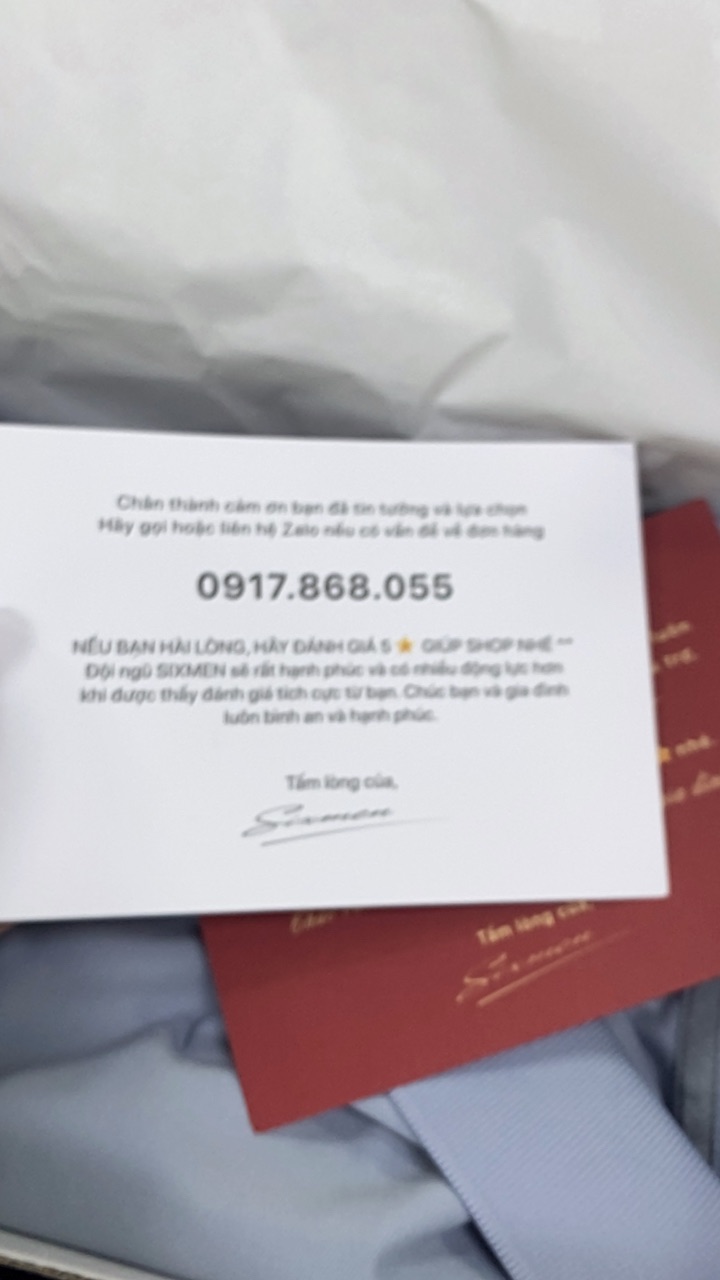 Chân thành cảm ơn bạn đã tin tưởng và lựa chọn
Hãy gọi hoặc liên hệ Zalo nếu có vấn đề về đơn hàng
0917.868.055
NẾU BẠN HÀI LÒNG, HÃY ĐÁNH GIÁ 5 ⭐ GIÚP SHOP NHÉ ^^
Đội ngũ SIXMEN sẽ rất hạnh phúc và có nhiều động lực hơn
khi được thấy đánh giá tích cực từ bạn. Chúc bạn và gia đình
luôn bình an và hạnh phúc.
Tấm lòng của,
Sixmen
nhé.
Tấm lòng của,
Sixmen